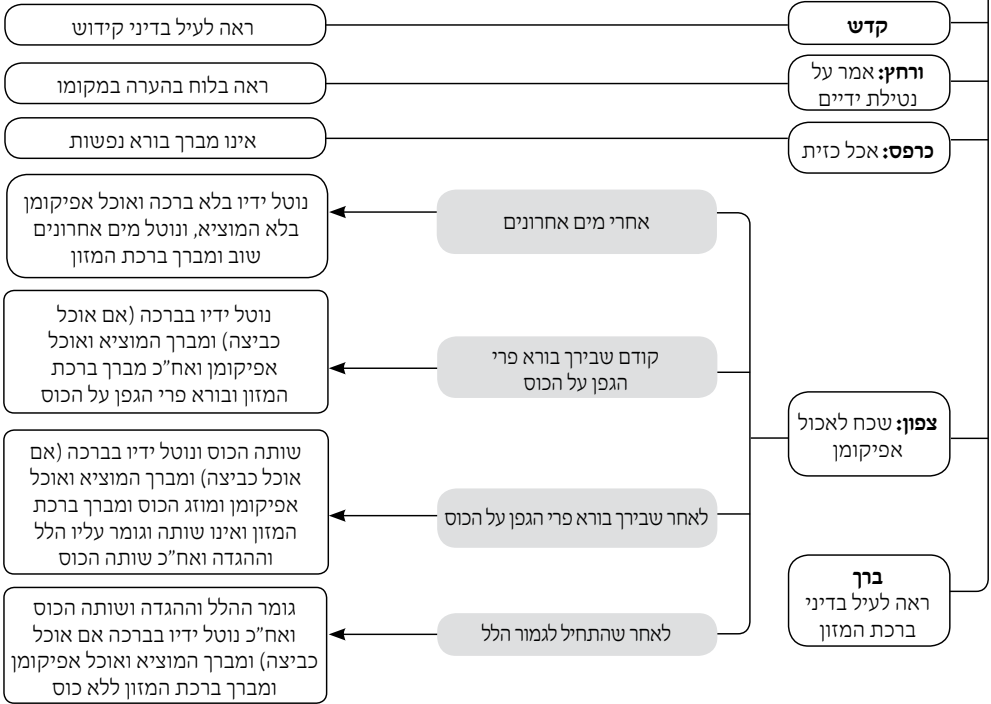 קדש
ראה לעיל בדיני קידוש
ורחץ: אמר על
נטילת ידיים
ראה בלוח בהערה במקומו
כרפס: אכל כזית
אינו מברך בורא נפשות
צפון: שכח לאכול
אפיקומן
אחרי מים אחרונים
נוטל ידיו בלא ברכה ואוכל אפיקומן
בלא המוציא, ונוטל מים אחרונים
שוב ומברך ברכת המזון
קודם שבירך בורא פרי
הגפן על הכוס
נוטל ידיו בברכה (אם אוכל
כביצה) ומברך המוציא ואוכל
אפיקומן ואח"כ מברך ברכת
המזון ובורא פרי הגפן על הכוס
לאחר שבירך בורא פרי הגפן על הכוס
שותה הכוס ונוטל ידיו בברכה (אם
אוכל כביצה) ומברך המוציא ואוכל
אפיקומן ומוזג הכוס ומברך ברכת
המזון ואינו שותה וגומר עליו הלל
וההגדה ואח"כ שותה הכוס
לאחר שהתחיל לגמור הלל
גומר ההלל וההגדה ושותה הכוס
ואח"כ נוטל ידיו בברכה אם אוכל
כביצה) ומברך המוציא ואוכל אפיקומן
ומברך ברכת המזון ללא כוס
ברך
ראה לעיל בדיני
ברכת המזון